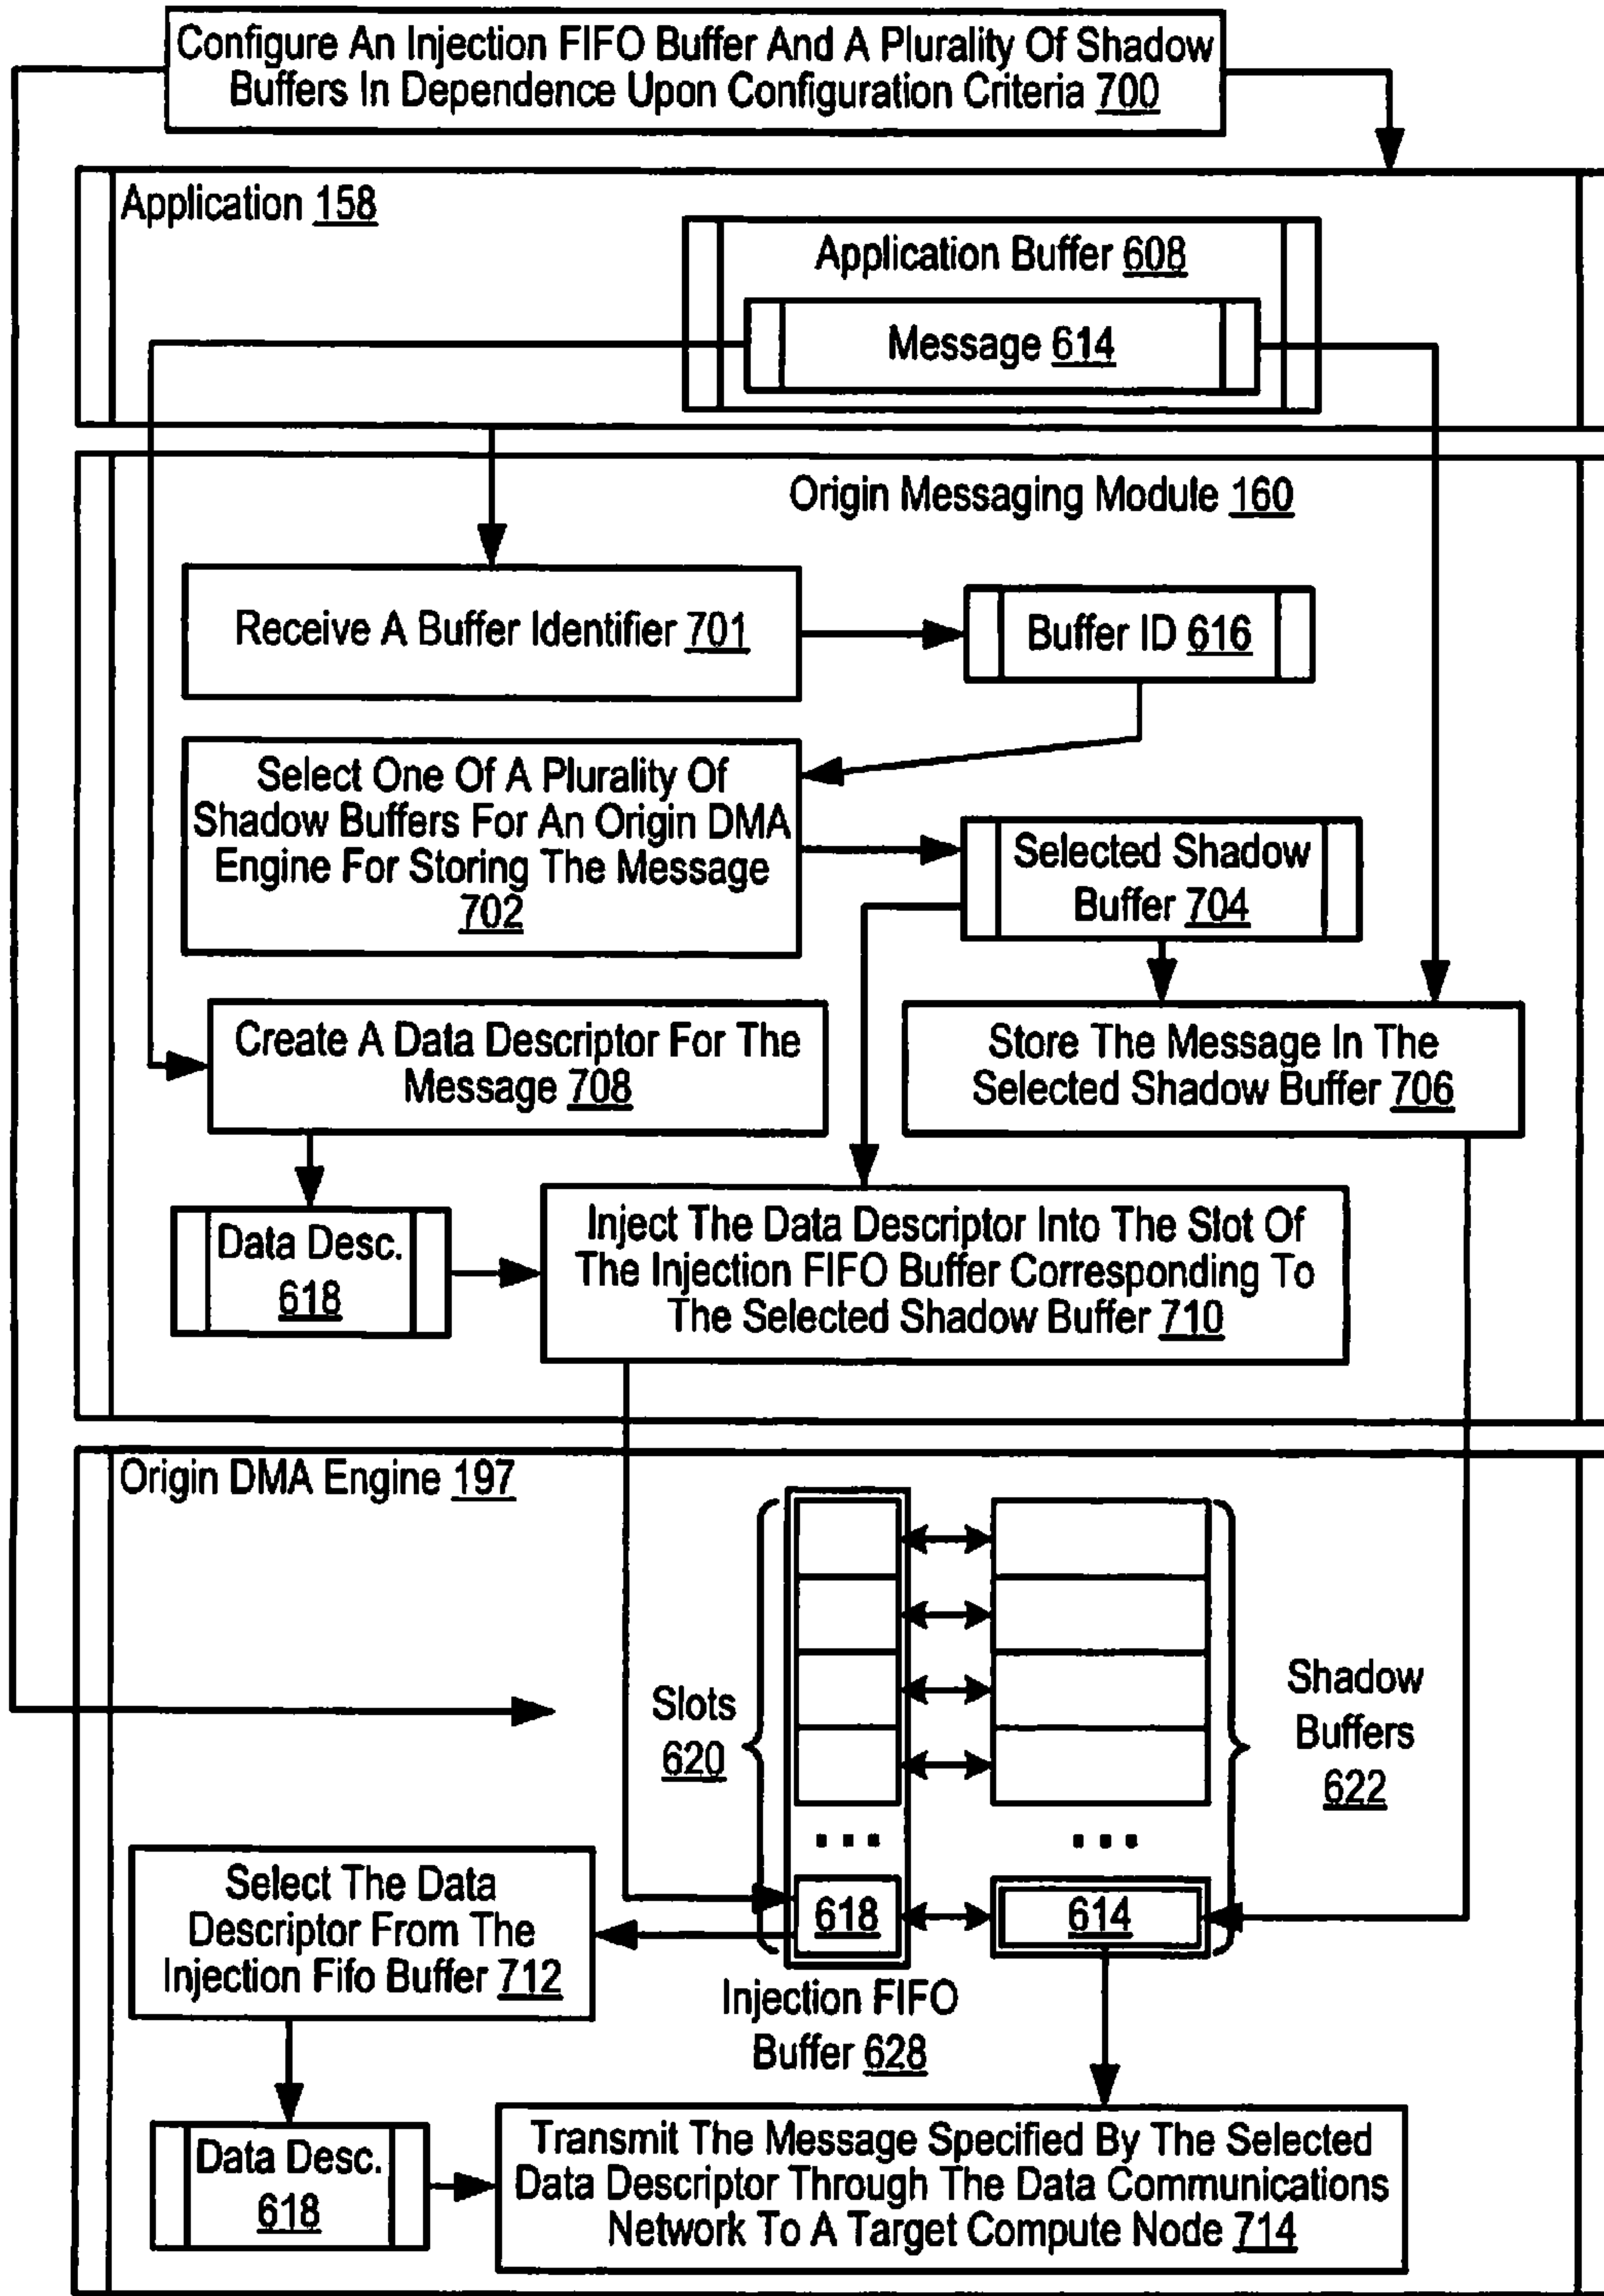 Configure An Injection FIFO Buffer And A Plurality Of Shadow
Buffers In Dependence Upon Configuration Criteria 700
Application 158
Application Buffer 608
Message 614
Origin Messaging Module 160
Receive A Buffer Identifier 701
Buffer ID 616
Select One Of A Plurality Of
Shadow Buffers For An Origin DMA
Engine For Storing The Message
702
Selected Shadow
Buffer 704
Create A Data Descriptor For The
Message 708
Store The Message In The
Selected Shadow Buffer 706
Data Desc.
618
Inject The Data Descriptor Into The Slot Of
The Injection FIFO Buffer Corresponding To
The Selected Shadow Buffer 710
Origin DMA Engine 197
Slots
620
Shadow
Buffers
622
...
...
618
614
Select The Data
Descriptor From The
Injection Fifo Buffer 712
Injection FIFO
Buffer 628
Data Desc.
618
Transmit The Message Specified By The Selected
Data Descriptor Through The Data Communications
Network To A Target Compute Node 714